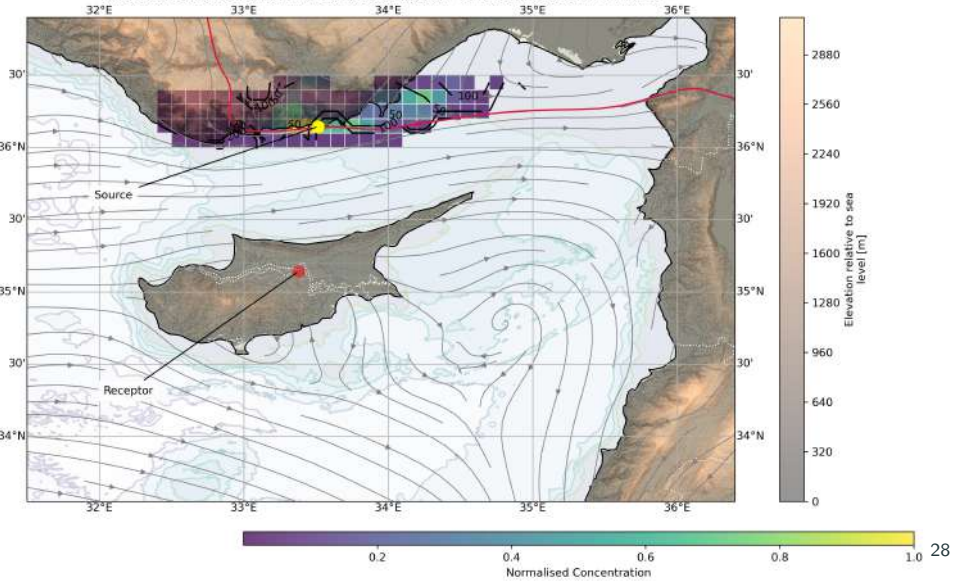 32°E 33°E 34°E 35°E 36°E
30' 30'
2880
2560
36°N 36°N
2240
Source
1920
30' 30'
1600
35°N 35°N
1280
30' 30'
960
Receptor
640
34°N 34°N
320
0
32°E 33°E 34°E 35°E 36°E
Elevation relative to sea
level [m]
100
50
50
0.2 0.4 0.6 0.8 1.0
Normalised Concentration
28